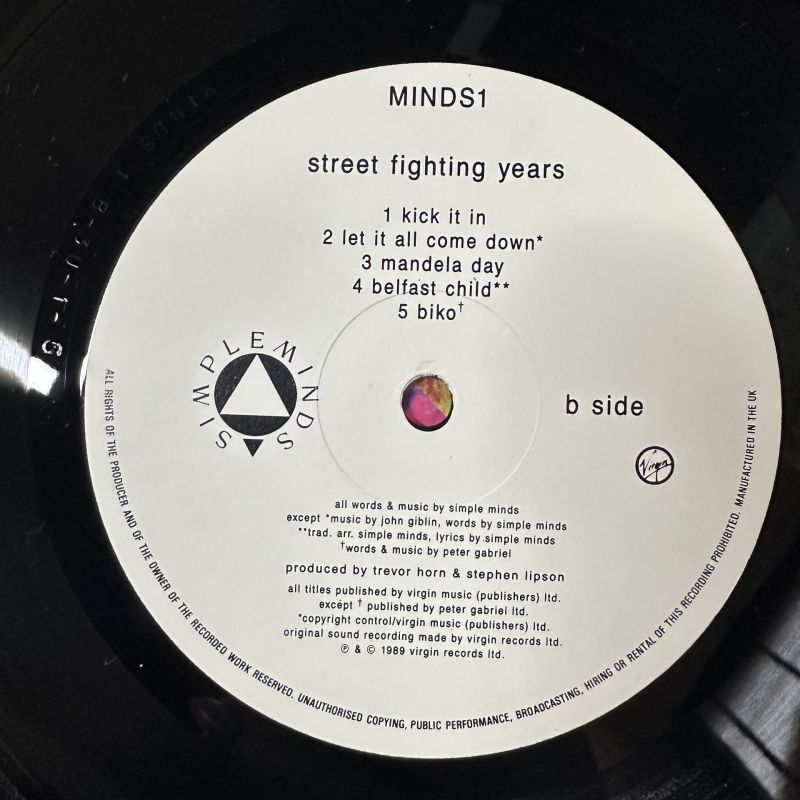 MINDS1
street fighting years
1 kick it in
2 let it all come down*
3 mandela day
4 belfast child**
5 biko†
SIMPLE MINDS
b side
Virgin
all words & music by simple minds
except *music by john giblin, words by simple minds
**trad. arr. simple minds, lyrics by simple minds
†words & music by peter gabriel
produced by trevor horn & stephen lipson
all titles published by virgin music (publishers) ltd.
except † published by peter gabriel ltd.
*copyright control/virgin music (publishers) ltd.
original sound recording made by virgin records ltd.
℗ & © 1989 virgin records ltd.
ALL RIGHTS OF THE PRODUCER AND OF THE OWNER OF THE RECORDED WORK RESERVED. UNAUTHORISED COPYING, PUBLIC PERFORMANCE, BROADCASTING, HIRING OR RENTAL OF THIS RECORDING PROHIBITED. MANUFACTURED IN THE UK